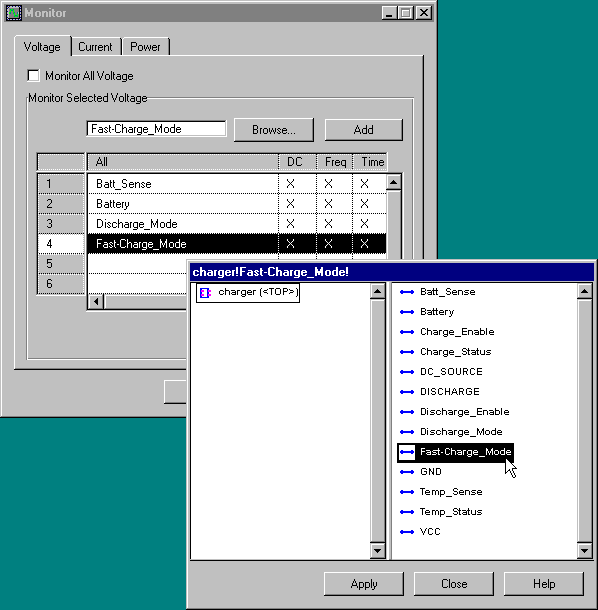 Monitor
Voltage Current Power
Monitor All Voltage
Monitor Selected Voltage
Fast-Charge_Mode Browse... Add
All DC Freq Time
1 Batt_Sense X X X
2 Battery X X X
3 Discharge_Mode X X X
4 Fast-Charge_Mode X X X
5
6
charger!Fast-Charge_Mode!
charger (<TOP>)
Batt_Sense
Battery
Charge_Enable
Charge_Status
DC_SOURCE
DISCHARGE
Discharge_Enable
Discharge_Mode
Fast-Charge_Mode
GND
Temp_Sense
Temp_Status
VCC
Apply Close Help